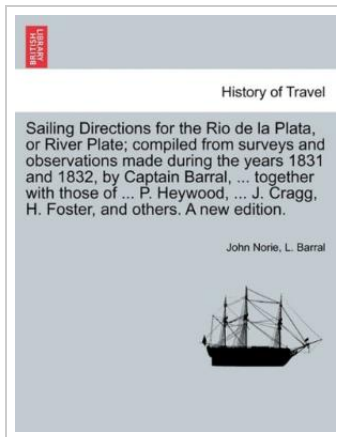 BRITISH
LIBRARY
History of Travel
Sailing Directions for the Rio de la Plata,
or River Plate; compiled from surveys and
observations made during the years 1831
and 1832, by Captain Barral, ... together
with those of ... P. Heywood, ... J. Cragg,
H. Foster, and others. A new edition.
John Norie, L. Barral